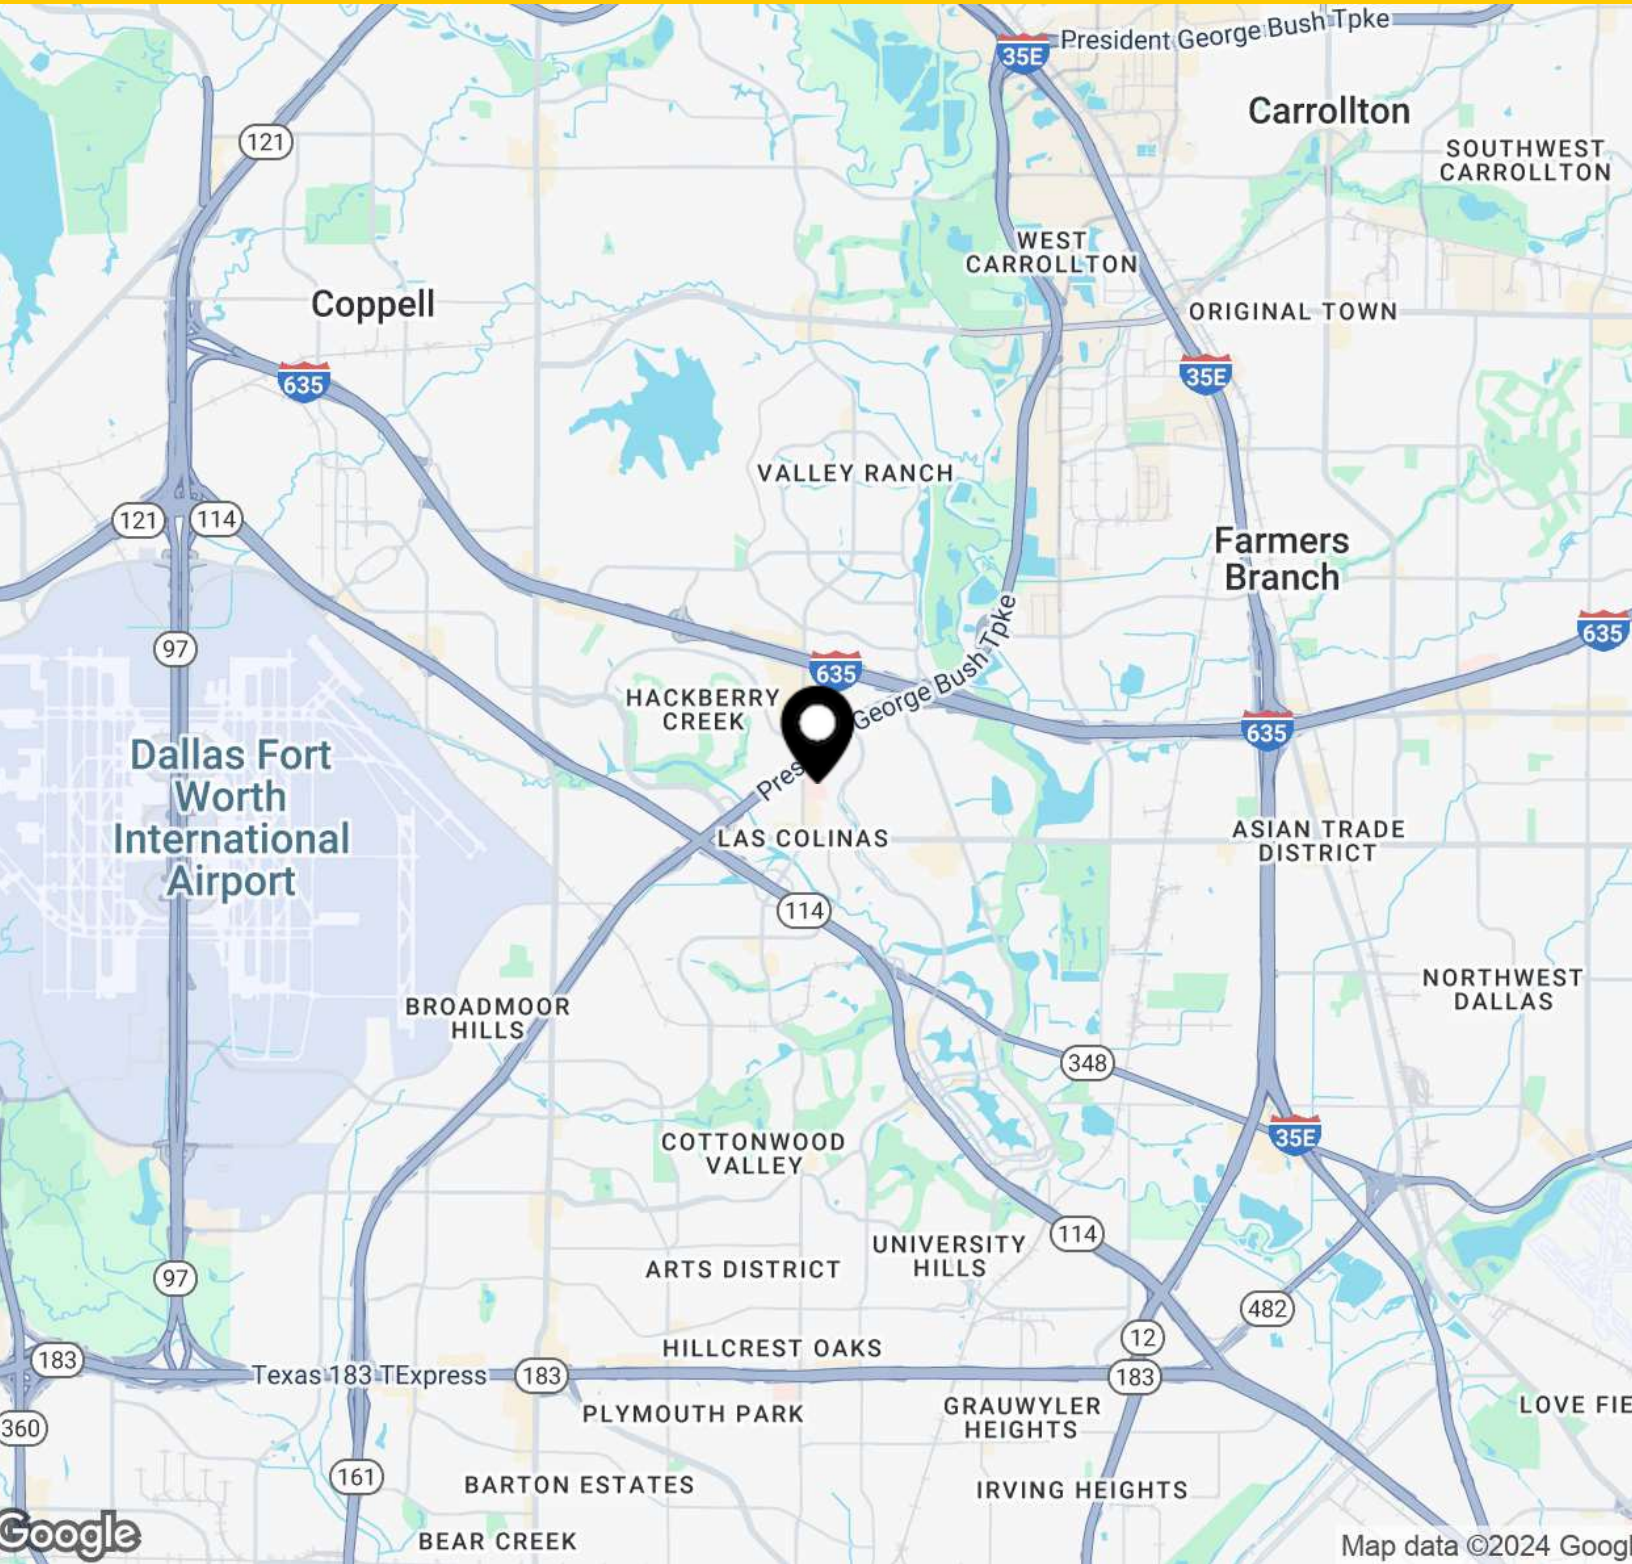 President George Bush Tpke
35E
Carrollton
121
SOUTHWEST
CARROLLTON
WEST
CARROLLTON
Coppell
ORIGINAL TOWN
635
35E
VALLEY RANCH
121
114
Farmers
Branch
635
97
George Bush Tpke
635
HACKBERRY
CREEK
635
Dallas Fort
Worth
International
Airport
Pres
LAS COLINAS
ASIAN TRADE
DISTRICT
114
NORTHWEST
DALLAS
BROADMOOR
HILLS
348
35E
COTTONWOOD
VALLEY
114
UNIVERSITY
HILLS
ARTS DISTRICT
97
482
12
HILLCREST OAKS
183
Texas 183 TExpress
183
183
LOVE FIE
PLYMOUTH PARK
GRAUWYLER
HEIGHTS
360
161
BARTON ESTATES
IRVING HEIGHTS
Google
BEAR CREEK
Map data ©2024 Googl